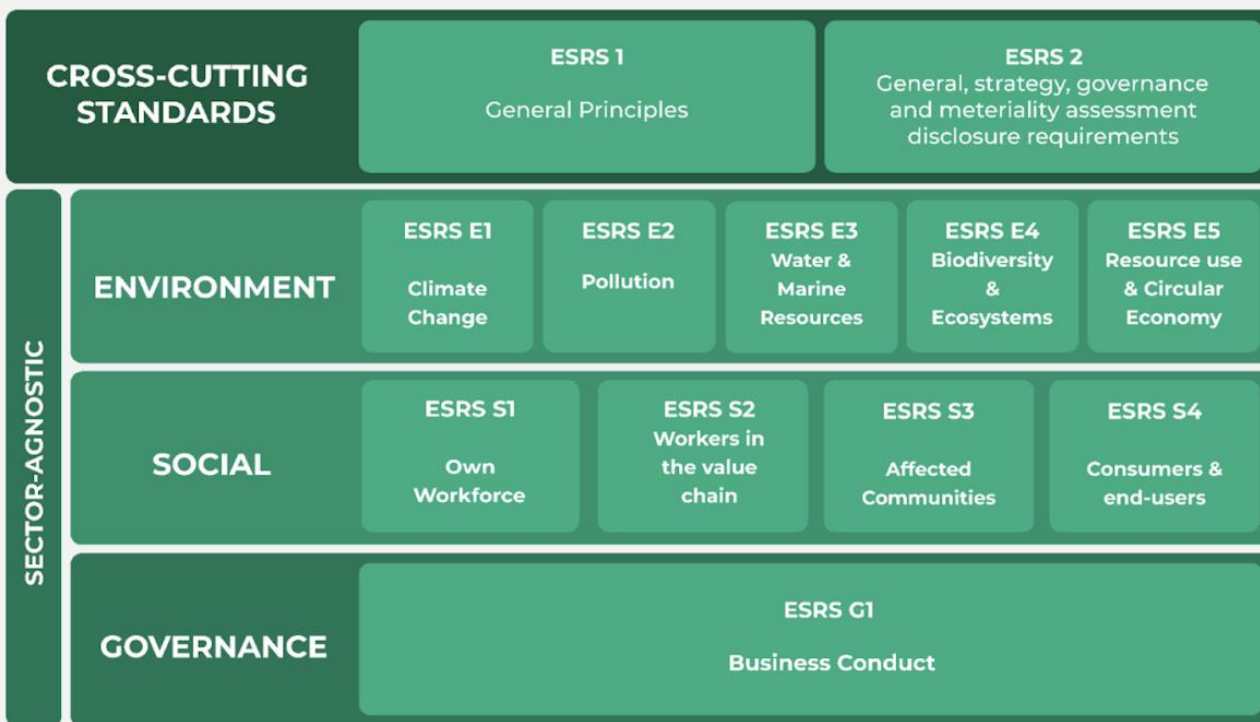 CROSS-CUTTING
STANDARDS
ESRS 1
General Principles
ESRS 2
General, strategy, governance
and meteriality assessment
disclosure requirements
SECTOR-AGNOSTIC
ENVIRONMENT
ESRS E1
Climate
Change
ESRS E2
Pollution
ESRS E3
Water &
Marine
Resources
ESRS E4
Biodiversity
&
Ecosystems
ESRS E5
Resource use
& Circular
Economy
SOCIAL
ESRS S1
Own
Workforce
ESRS S2
Workers in
the value
chain
ESRS S3
Affected
Communities
ESRS S4
Consumers &
end-users
GOVERNANCE
ESRS G1
Business Conduct